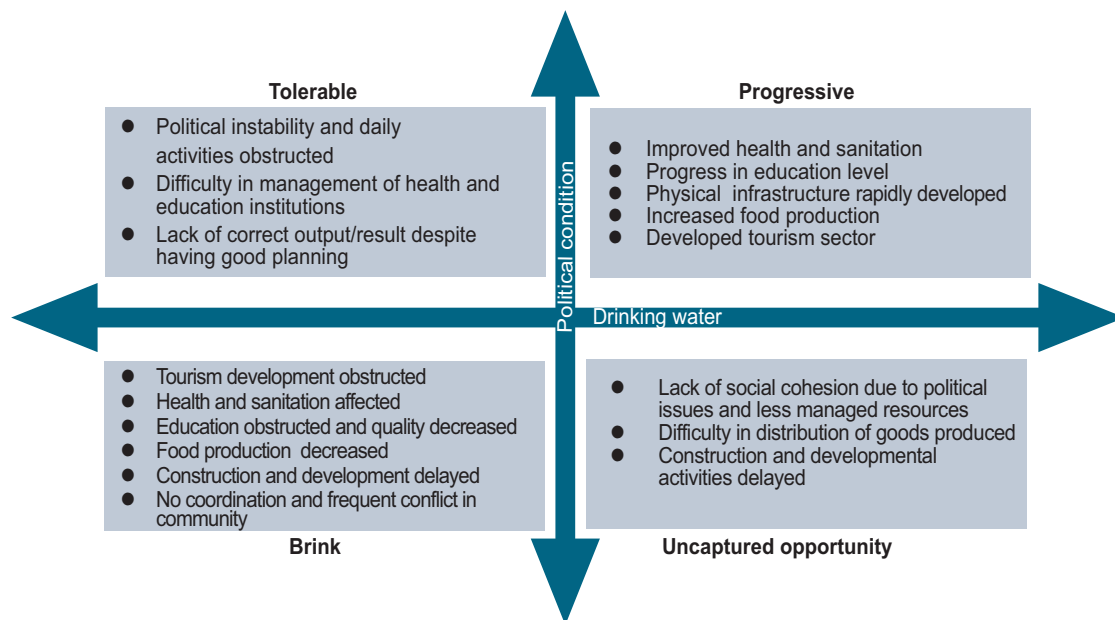 Tolerable
● Political instability and daily
activities obstructed
● Difficulty in management of health and
education institutions
● Lack of correct output/result despite
having good planning
Progressive
● Improved health and sanitation
● Progress in education level
● Physical infrastructure rapidly developed
● Increased food production
● Developed tourism sector
Political condition
Drinking water
● Tourism development obstructed
● Health and sanitation affected
● Education obstructed and quality decreased
● Food production decreased
● Construction and development delayed
● No coordination and frequent conflict in
community
Brink
● Lack of social cohesion due to political
issues and less managed resources
● Difficulty in distribution of goods produced
● Construction and developmental
activities delayed
Uncaptured opportunity